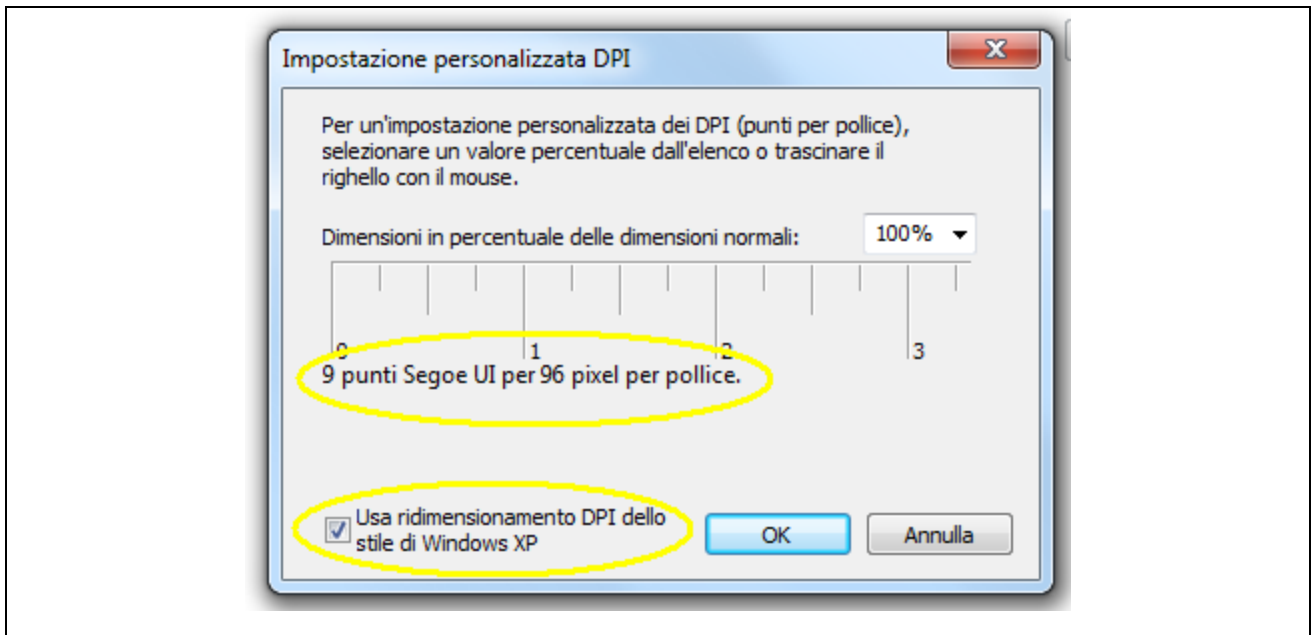 Impostazione personalizzata DPI
Per un'impostazione personalizzata dei DPI (punti per pollice),
selezionare un valore percentuale dall'elenco o trascinare il
righello con il mouse.
Dimensioni in percentuale delle dimensioni normali: 100%
0 1 2 3
9 punti Segoe UI per 96 pixel per pollice.
Usa ridimensionamento DPI dello
stile di Windows XP
OK Annulla